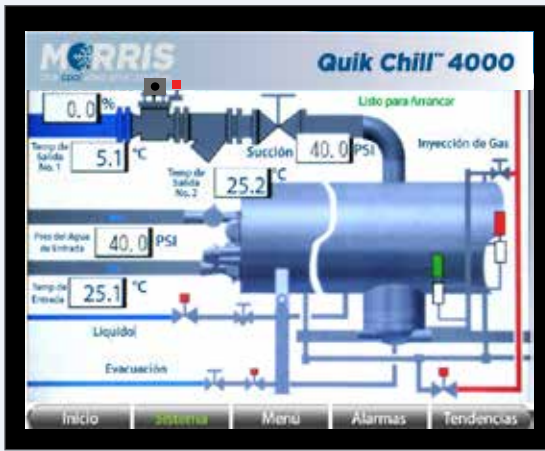 MORRIS
Quik Chill™ 4000
0.0 %
Listo para Arrancar
Temp de
Salida
No. 1
5.1 °C
Succión 40.0 PSI
Inyección de Gas
Temp de
Salida
No. 2
25.2 °C
Pres del Agua
de Entrada
40.0 PSI
Temp de
Entrada
25.1 °C
Liquido
Evacuación
Inicio Sistema Menú Alarmas Tendencias